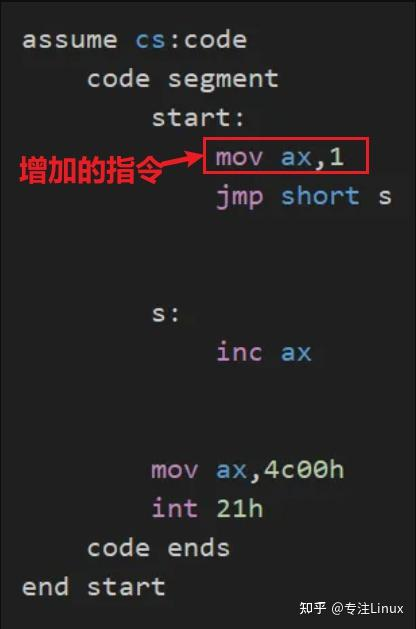 assume cs:code
code segment
start:
增加的指令
mov ax,1
jmp short s
s:
inc ax
mov ax,4c00h
int 21h
code ends
end start
知乎 @专注Linux